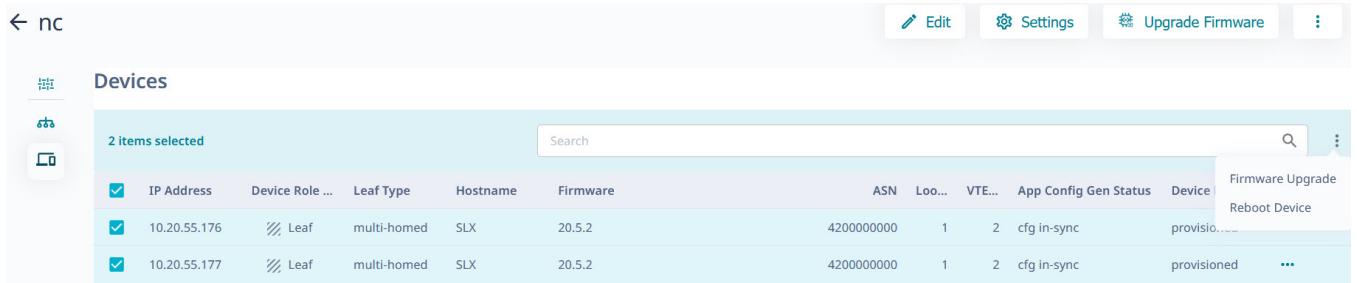 nc
Edit
Settings
Upgrade Firmware
Devices
2 items selected
Search
Firmware Upgrade
Reboot Device
IP Address Device Role ... Leaf Type Hostname Firmware ASN Loo... VTE... App Config Gen Status Device
10.20.55.176 Leaf multi-homed SLX 20.5.2 4200000000 1 2 cfg in-sync
10.20.55.177 Leaf multi-homed SLX 20.5.2 4200000000 1 2 cfg in-sync provisioned